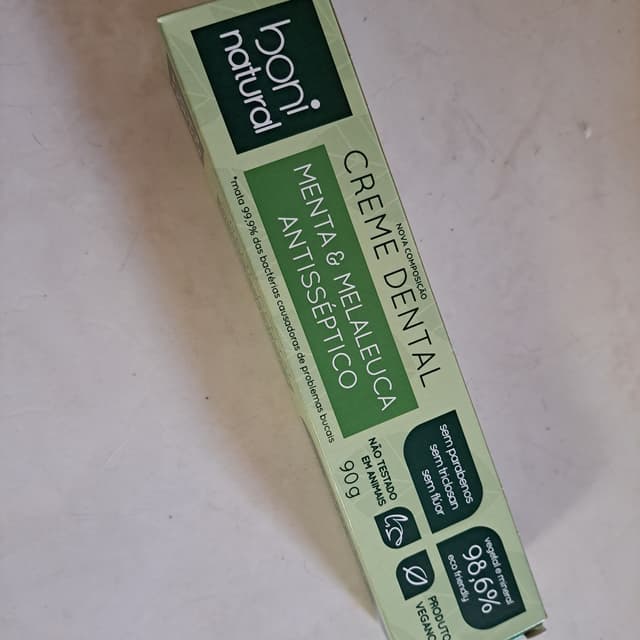 boni
natural
CREME DENTAL
NOVA COMPOSIÇÃO
MENTA & MELALEUCA
ANTISSÉPTICO
*mata 99,9% das bactérias causadoras de problemas bucais
sem parabenos
sem triclosan
sem flúor
NÃO TESTADO
EM ANIMAIS
90g
vegetal e mineral
98,6%
eco friendly
PRODUTO
VEGANO